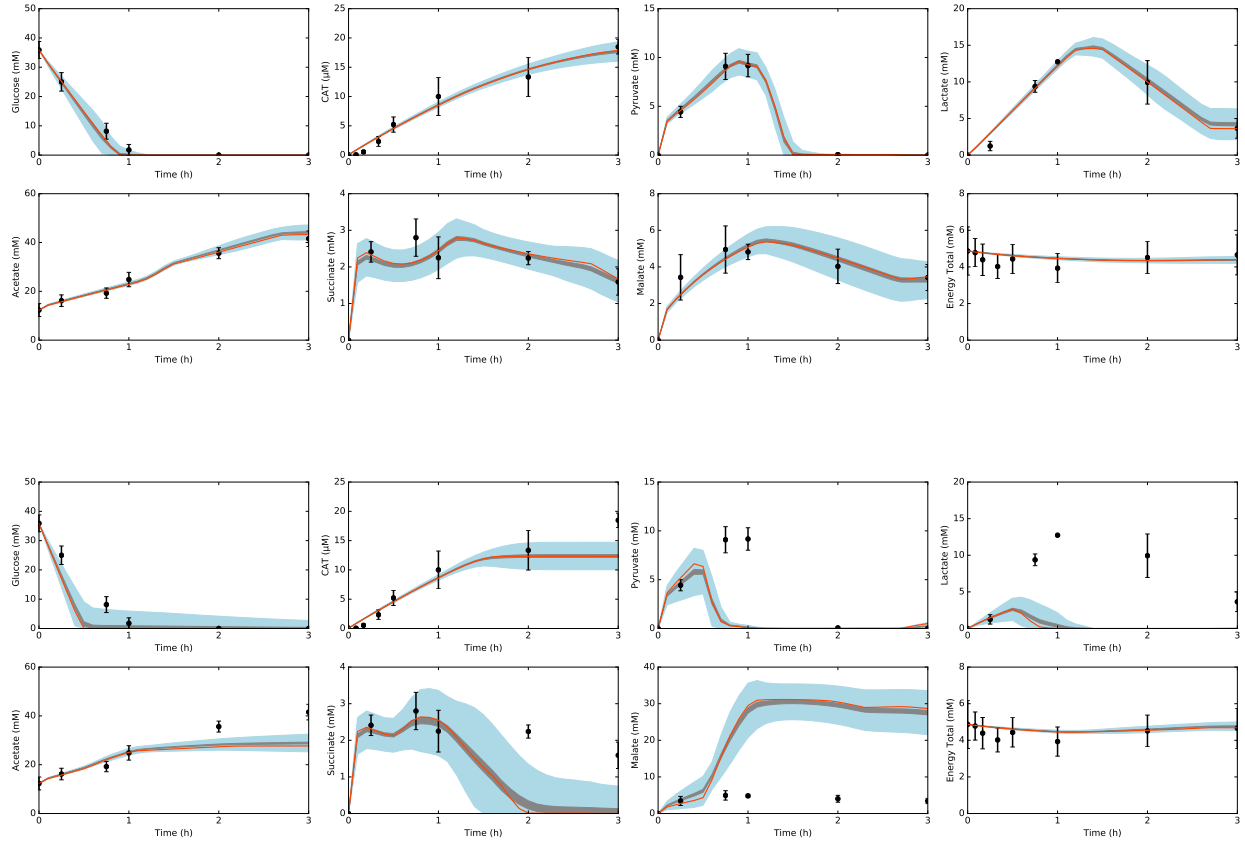 50 40 30 20 10 0 Glucose (mM) 0 1 2 3 Time (h)
25 20 15 10 5 0 CAT (μM) 0 1 2 3 Time (h)
15 10 5 0 Pyruvate (mM) 0 1 2 3 Time (h)
20 15 10 5 0 Lactate (mM) 0 1 2 3 Time (h)
60 40 20 0 Acetate (mM) 0 1 2 3 Time (h)
4 3 2 1 0 Succinate (mM) 0 1 2 3 Time (h)
8 6 4 2 0 Malate (mM) 0 1 2 3 Time (h)
8 6 4 2 0 Energy Total (mM) 0 1 2 3 Time (h)
50 40 30 20 10 0 Glucose (mM) 0 1 2 3 Time (h)
25 20 15 10 5 0 CAT (μM) 0 1 2 3 Time (h)
15 10 5 0 Pyruvate (mM) 0 1 2 3 Time (h)
20 15 10 5 0 Lactate (mM) 0 1 2 3 Time (h)
60 40 20 0 Acetate (mM) 0 1 2 3 Time (h)
4 3 2 1 0 Succinate (mM) 0 1 2 3 Time (h)
40 30 20 10 0 Malate (mM) 0 1 2 3 Time (h)
8 6 4 2 0 Energy Total (mM) 0 1 2 3 Time (h)